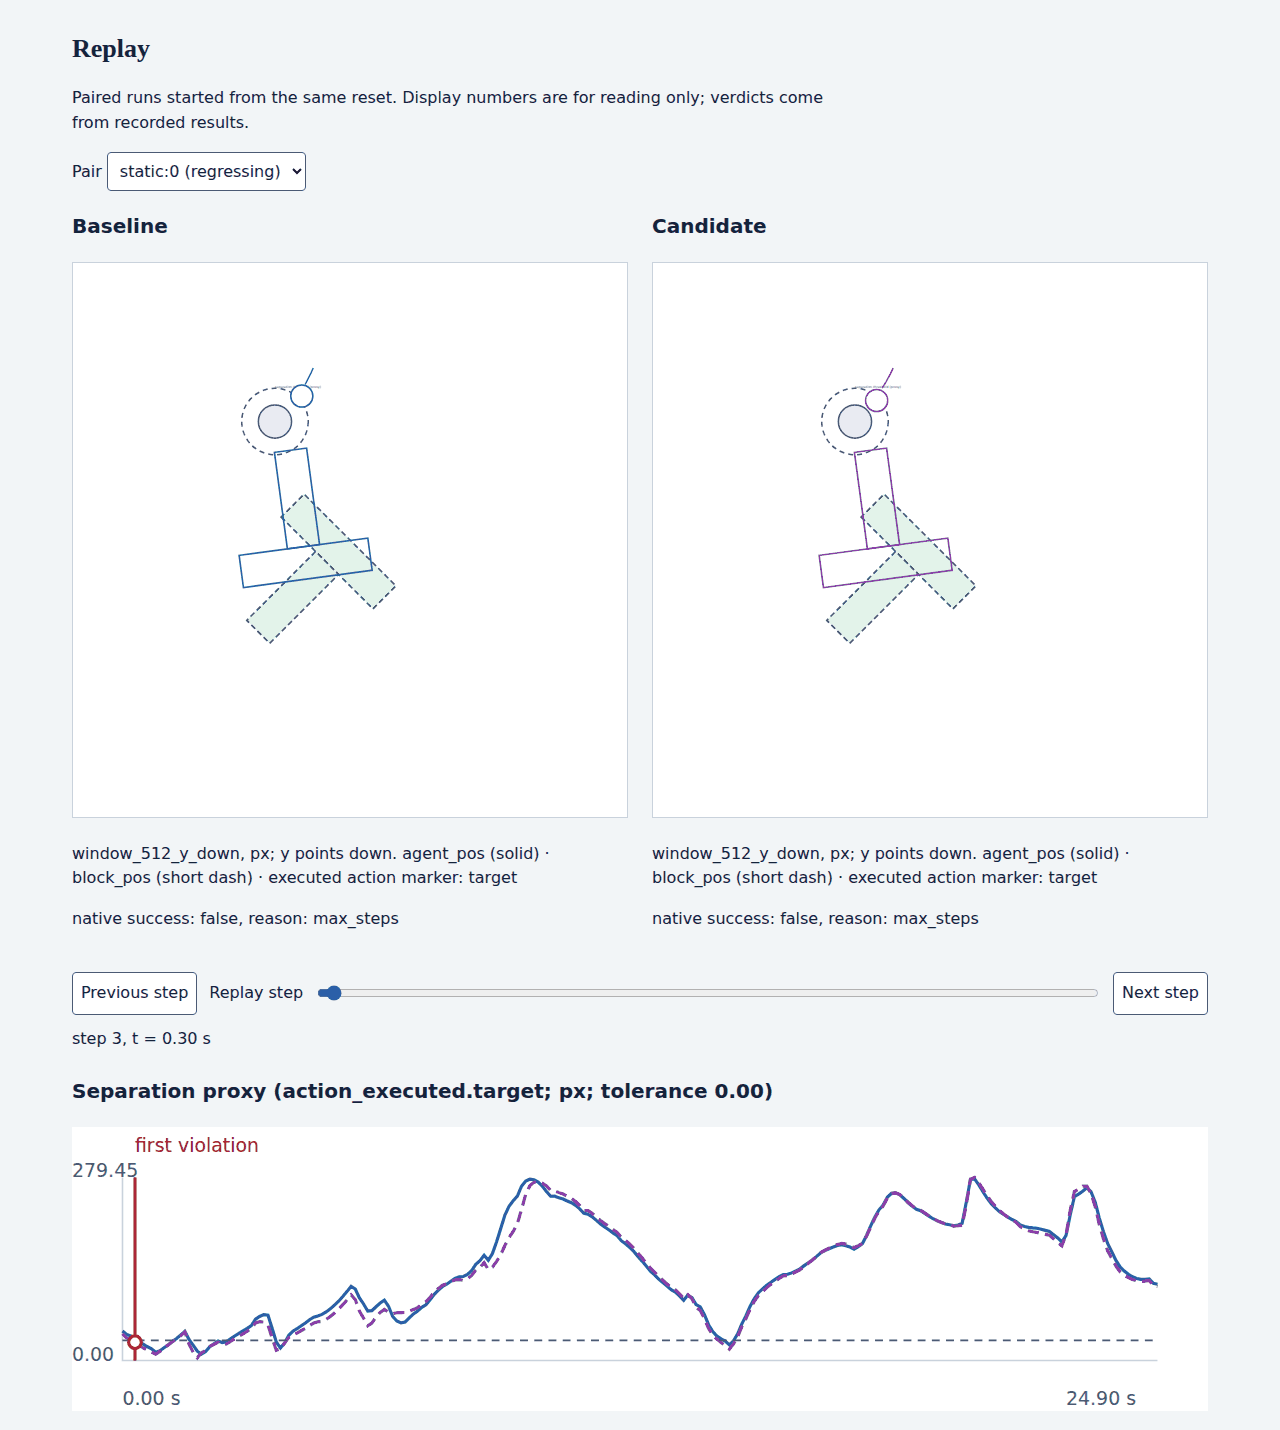 Replay
Paired runs started from the same reset. Display numbers are for reading only; verdicts come
from recorded results.
Pair static:0 (regressing)
Baseline
Candidate
window_512_y_down, px; y points down. agent_pos (solid) ·
block_pos (short dash) · executed action marker: target
native success: false, reason: max_steps
window_512_y_down, px; y points down. agent_pos (solid) ·
block_pos (short dash) · executed action marker: target
native success: false, reason: max_steps
Previous step
Replay step
Next step
step 3, t = 0.30 s
Separation proxy (action_executed.target; px; tolerance 0.00)
first violation
279.45
0.00
0.00 s
24.90 s